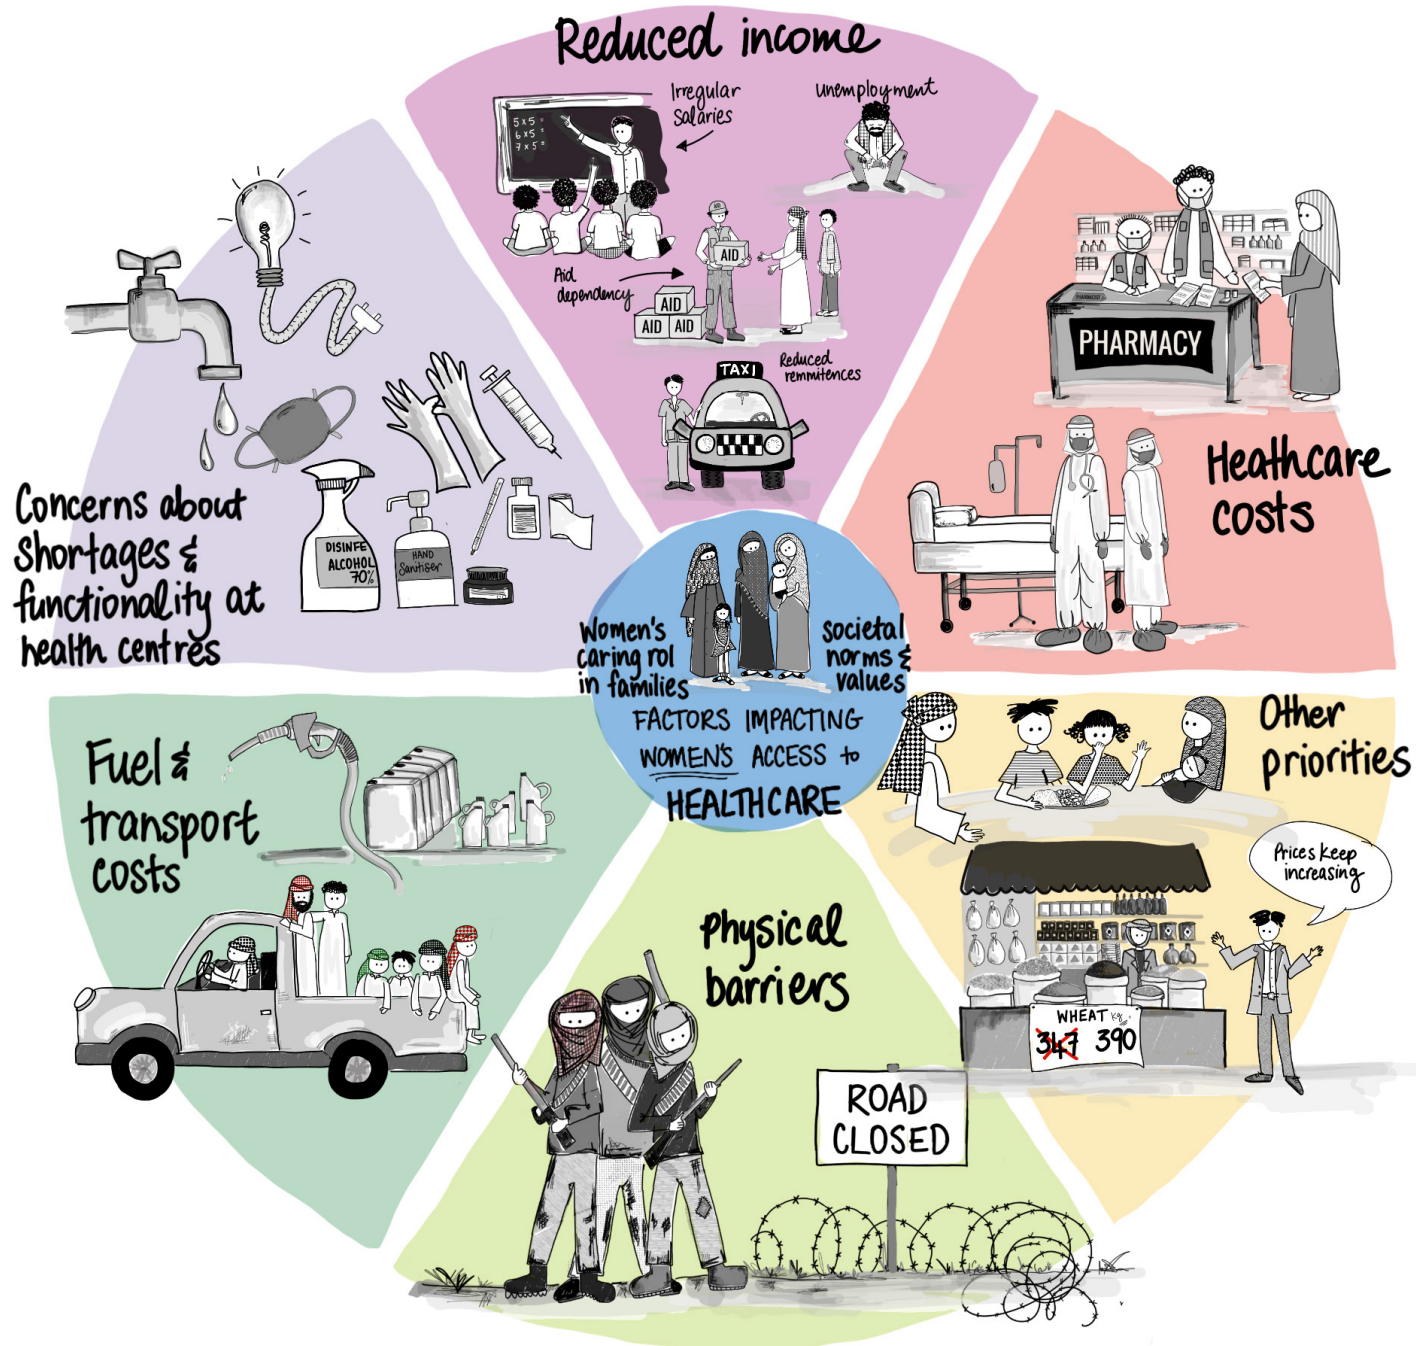 Reduced income
Irregular
Salaries
unemployment
5x5=
6x5=
7x5=
Aid
dependency
AID
AID
AID
AID AID
Reduced
remmitences
TAXI
PHARMACY
Heathcare
costs
Concerns about
shortages &
functionality at
health centres
DISINFE
ALCOHOL
70%
HAND
Sanitiser
Women's
caring rol
in families
societal
norms &
values
FACTORS IMPACTING
WOMEN'S ACCESS to
HEALTHCARE
Other
priorities
Prices keep
increasing
WHEAT kg
347 390
Fuel &
transport
costs
Physical
barriers
ROAD
CLOSED